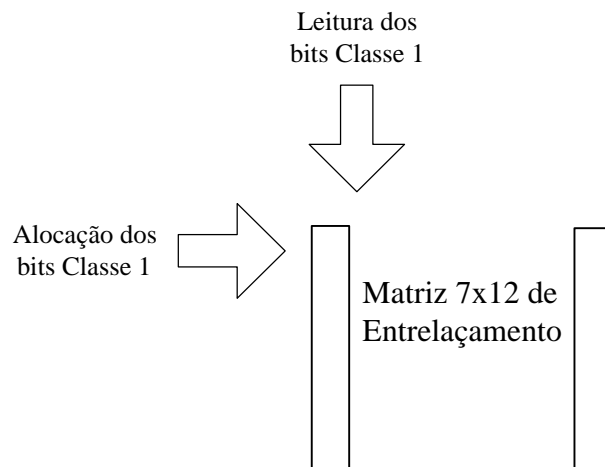 Leitura dos
bits Classe 1
Alocação dos
bits Classe 1
Matriz 7x12 de
Entrelaçamento